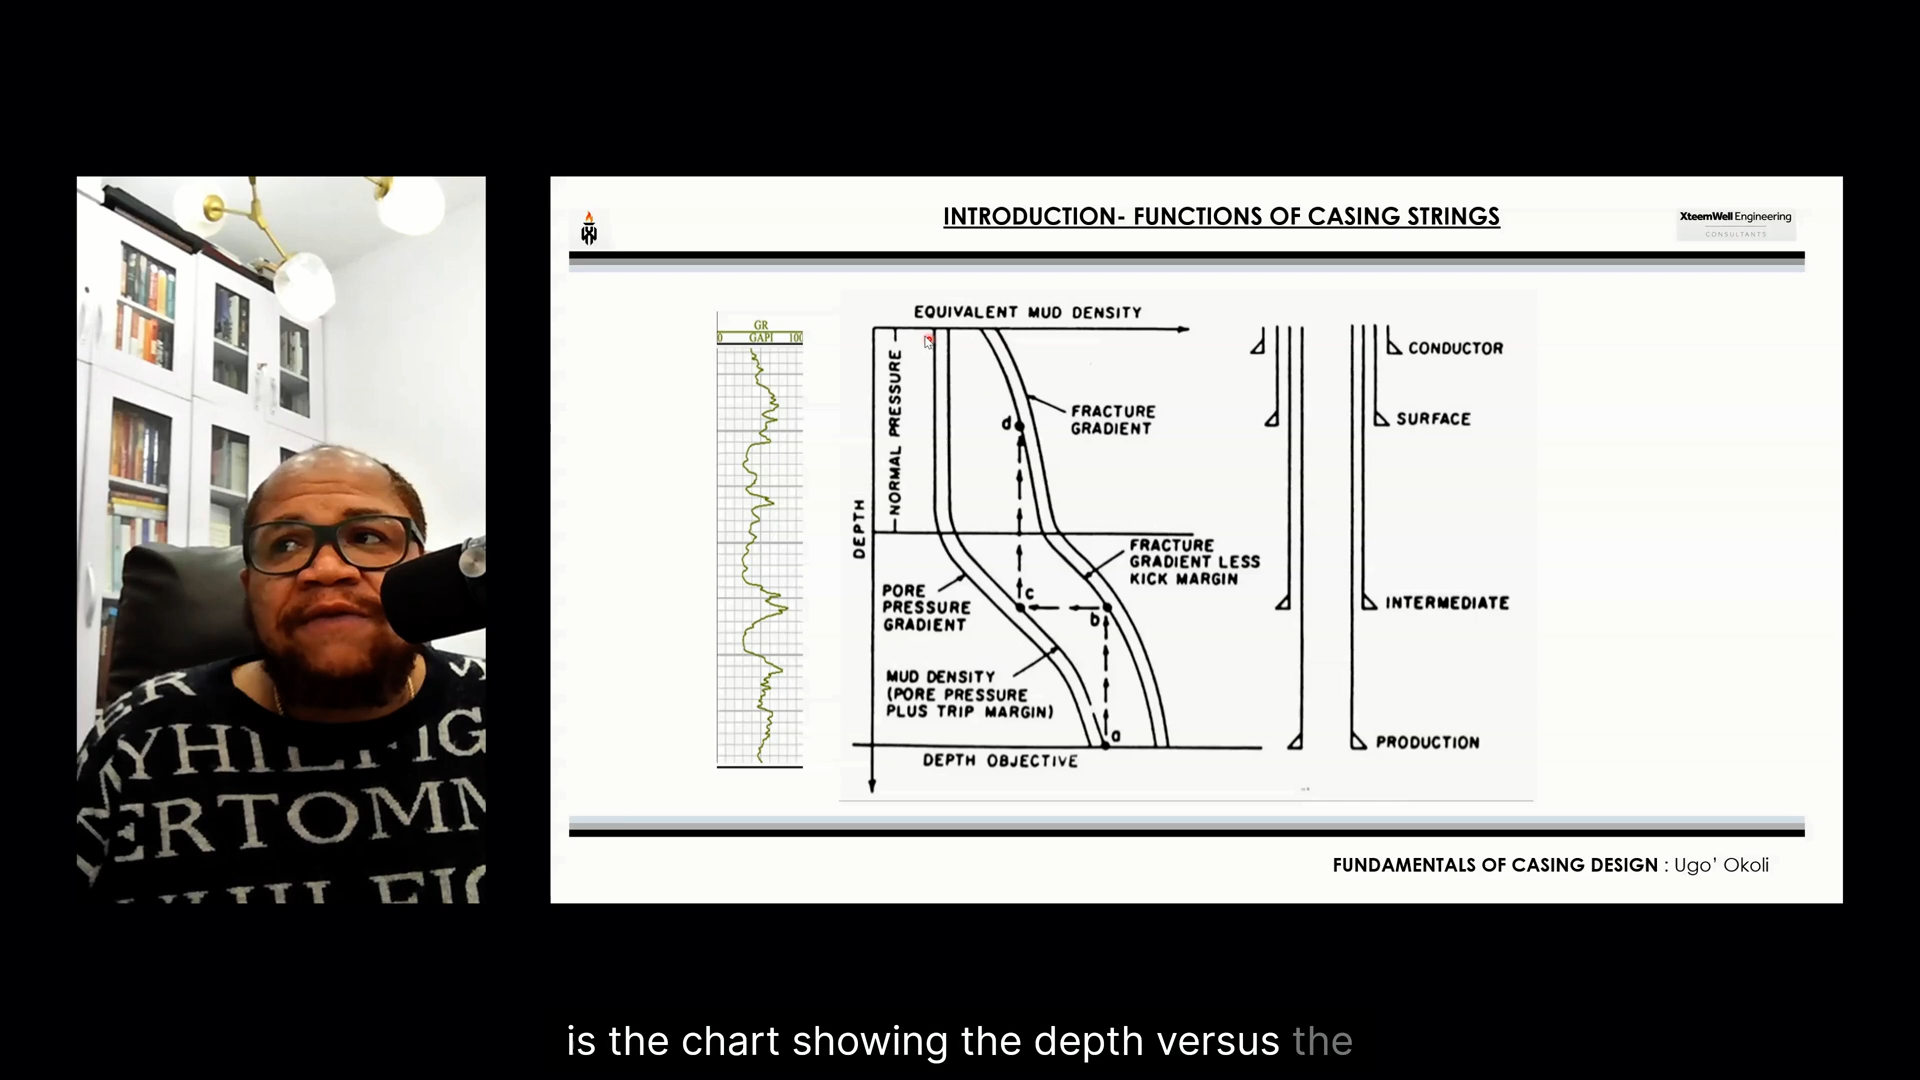 INTRODUCTION- FUNCTIONS OF CASING STRINGS
XteemWell Engineering
CONSULTANTS
GR
0 GAPI 100
EQUIVALENT MUD DENSITY
NORMAL PRESSURE
DEPTH
d
FRACTURE
GRADIENT
FRACTURE
GRADIENT LESS
KICK MARGIN
c
b
PORE
PRESSURE
GRADIENT
MUD DENSITY
(PORE PRESSURE
PLUS TRIP MARGIN)
a
DEPTH OBJECTIVE
CONDUCTOR
SURFACE
INTERMEDIATE
PRODUCTION
FUNDAMENTALS OF CASING DESIGN : Ugo’ Okoli
ER
ERTOMM
is the chart showing the depth versus the